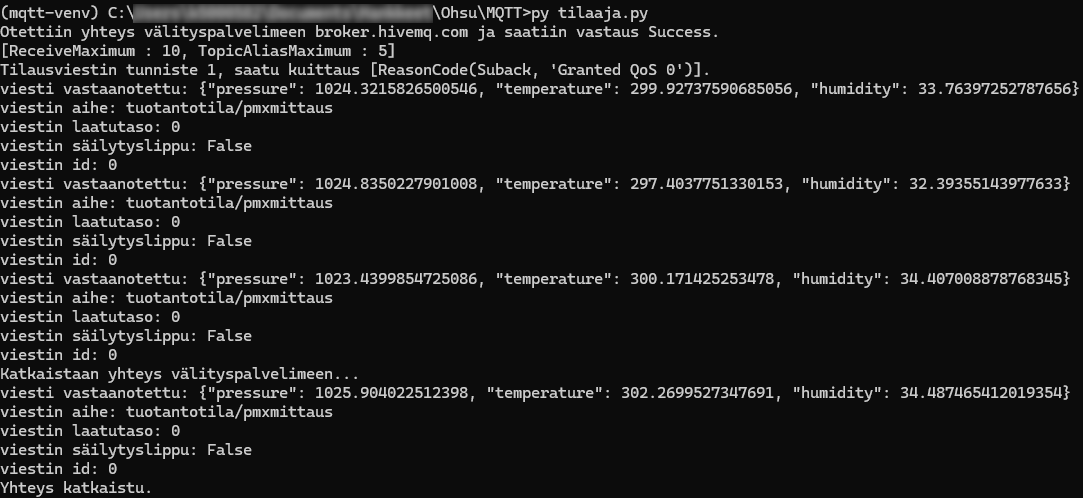 (mqtt-venv) C:\ \Ohsu\MQTT>py tilaaja.py
Otettiin yhteys välityspalvelimeen broker.hivemq.com ja saatiin vastaus Success.
[ReceiveMaximum : 10, TopicAliasMaximum : 5]
Tilausviestin tunniste 1, saatu kuittaus [ReasonCode(Suback, 'Granted QoS 0')].
viesti vastaanotettu: {"pressure": 1024.3215826500546, "temperature": 299.92737590685056, "humidity": 33.76397252787656}
viestin aihe: tuotantotila/pmxmittaus
viestin laatutaso: 0
viestin säilytyslippu: False
viestin id: 0
viesti vastaanotettu: {"pressure": 1024.8350227901008, "temperature": 297.4037751330153, "humidity": 32.39355143977633}
viestin aihe: tuotantotila/pmxmittaus
viestin laatutaso: 0
viestin säilytyslippu: False
viestin id: 0
viesti vastaanotettu: {"pressure": 1023.4399854725086, "temperature": 300.171425253478, "humidity": 34.407088787683​45}
viestin aihe: tuotantotila/pmxmittaus
viestin laatutaso: 0
viestin säilytyslippu: False
viestin id: 0
Katkaistaan yhteys välityspalvelimeen...
viesti vastaanotettu: {"pressure": 1025.904022512398, "temperature": 302.2699527347691, "humidity": 34.487465412019354}
viestin aihe: tuotantotila/pmxmittaus
viestin laatutaso: 0
viestin säilytyslippu: False
viestin id: 0
Yhteys katkaistu.